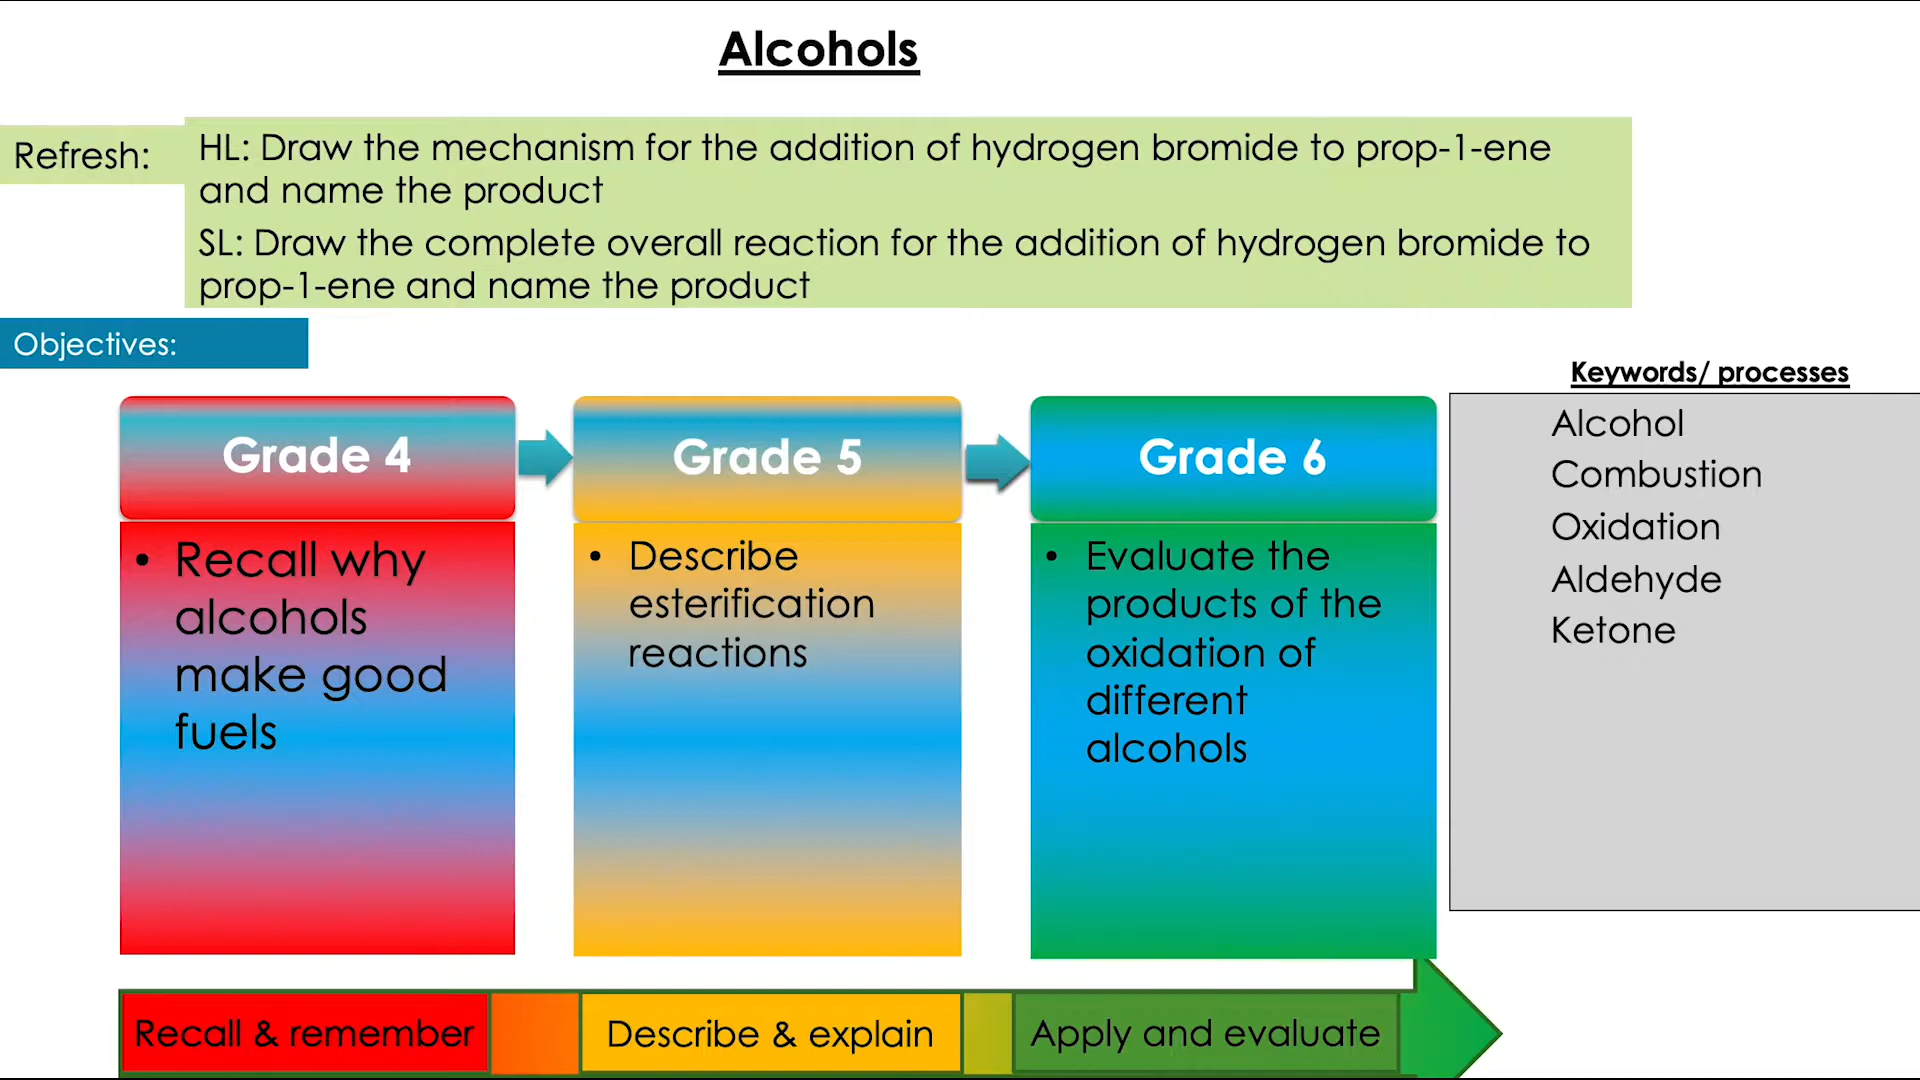 Alcohols
Refresh:
HL: Draw the mechanism for the addition of hydrogen bromide to prop-1-ene
and name the product
SL: Draw the complete overall reaction for the addition of hydrogen bromide to
prop-1-ene and name the product
Objectives:
Grade 4
• Recall why
alcohols
make good
fuels
Grade 5
• Describe
esterification
reactions
Grade 6
• Evaluate the
products of the
oxidation of
different
alcohols
Keywords/ processes
Alcohol
Combustion
Oxidation
Aldehyde
Ketone
Recall & remember
Describe & explain
Apply and evaluate